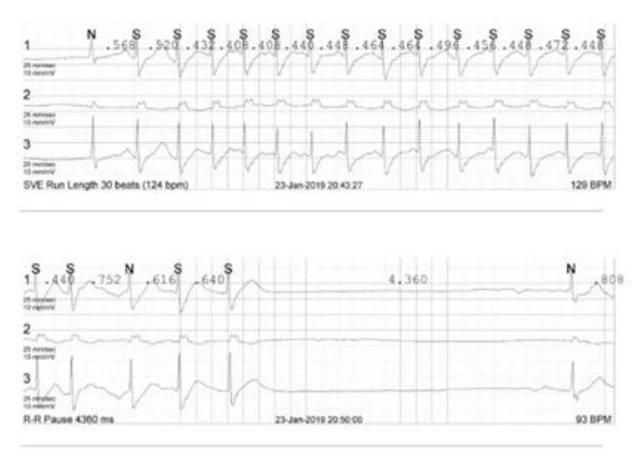 N S S S S S S S S S S S S S
1 .568 .520 .432 .408 .408 .440 .448 .464 .464 .496 .456 .448 .472 .448
25 mm/sec
10 mm/mV
2
25 mm/sec
10 mm/mV
3
25 mm/sec
10 mm/mV
SVE Run Length 30 beats (124 bpm) 23-Jan-2019 20:43:27 129 BPM
S S N S S N
1 .440 .752 .616 .640 4.360 .808
25 mm/sec
10 mm/mV
2
25 mm/sec
10 mm/mV
3
25 mm/sec
10 mm/mV
R-R Pause 4360 ms 23-Jan-2019 20:50:00 93 BPM